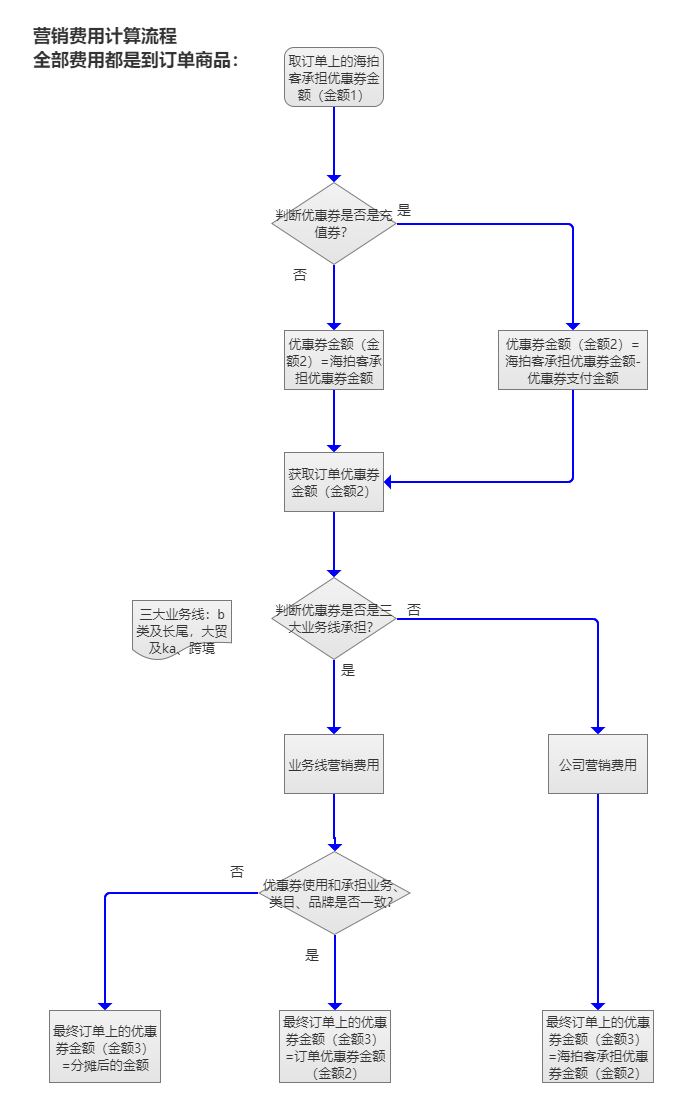 营销费用计算流程
全部费用都是到订单商品：
取订单上的海拍
客承担优惠券金
额（金额1）
判断优惠券是否是充
值券？
是
否
优惠券金额（金
额2）=海拍客承
担优惠券金额
优惠券金额（金额2）=
海拍客承担优惠券金额-
优惠券支付金额
获取订单优惠券
金额（金额2）
三大业务线：b
类及长尾，大贸
及ka、跨境
判断优惠券是否是三
大业务线承担？
否
是
业务线营销费用
公司营销费用
否
优惠券使用和承担业务、
类目、品牌是否一致？
是
最终订单上的优惠
券金额（金额3）
=分摊后的金额
最终订单上的优惠
券金额（金额3）
=订单优惠券金额
（金额2）
最终订单上的优惠
券金额（金额3）
=海拍客承担优惠
券金额（金额2）